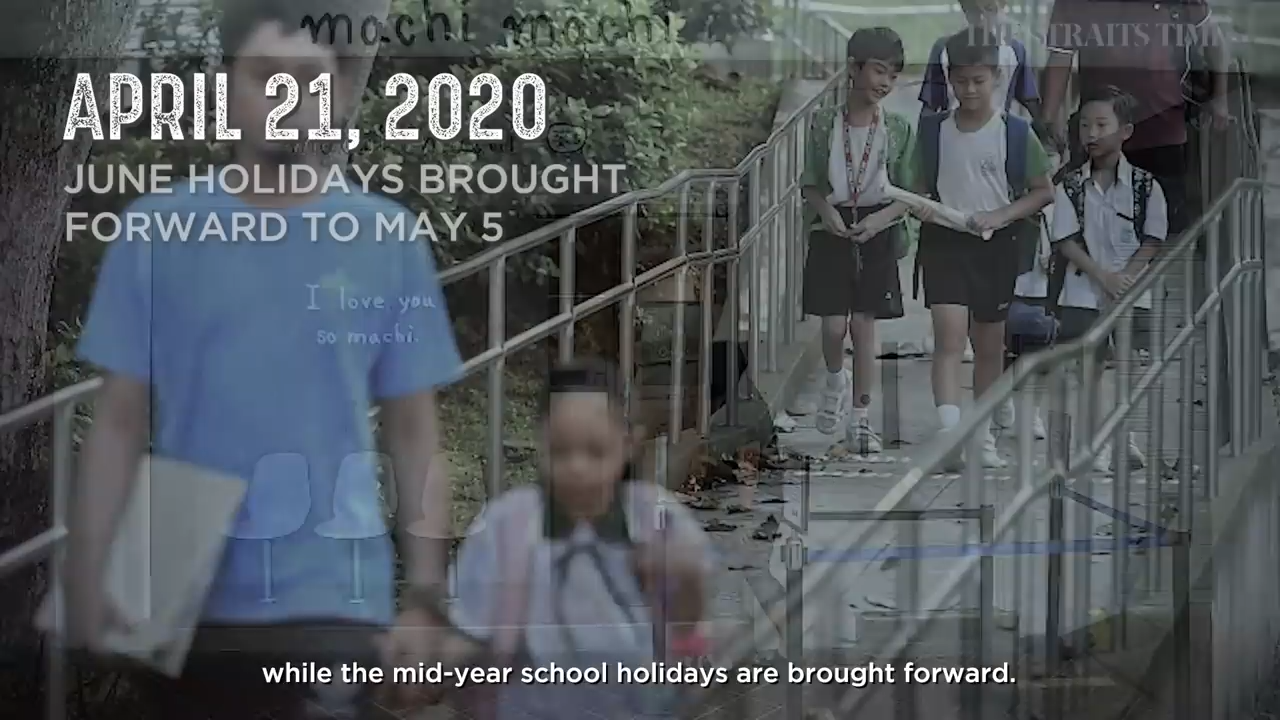 machi machi
THE STRAITS TIMES
APRIL 21, 2020
JUNE HOLIDAYS BROUGHT
FORWARD TO MAY 5
I love you
so machi.
while the mid-year school holidays are brought forward.